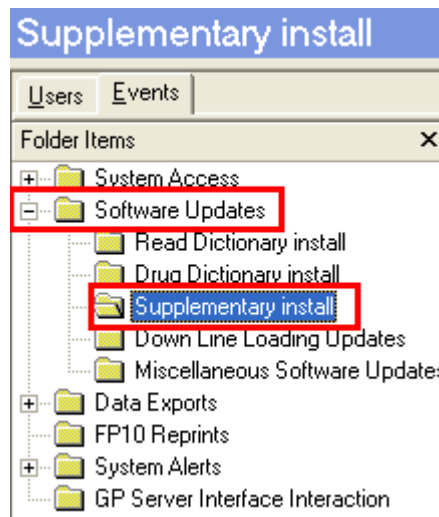 Supplementary install
Users Events
Folder Items
System Access
Software Updates
Read Dictionary install
Drug Dictionary install
Supplementary install
Down Line Loading Updates
Miscellaneous Software Update
Data Exports
FP10 Reprints
System Alerts
GP Server Interface Interaction